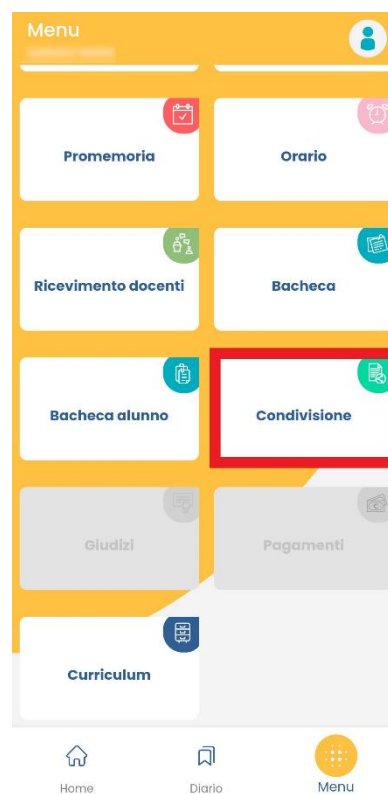 Menu
Promemoria
Orario
Ricevimento docenti
Bacheca
Bacheca alunno
Condivisione
Giudizi
Pagamenti
Curriculum
Home
Diario
Menu